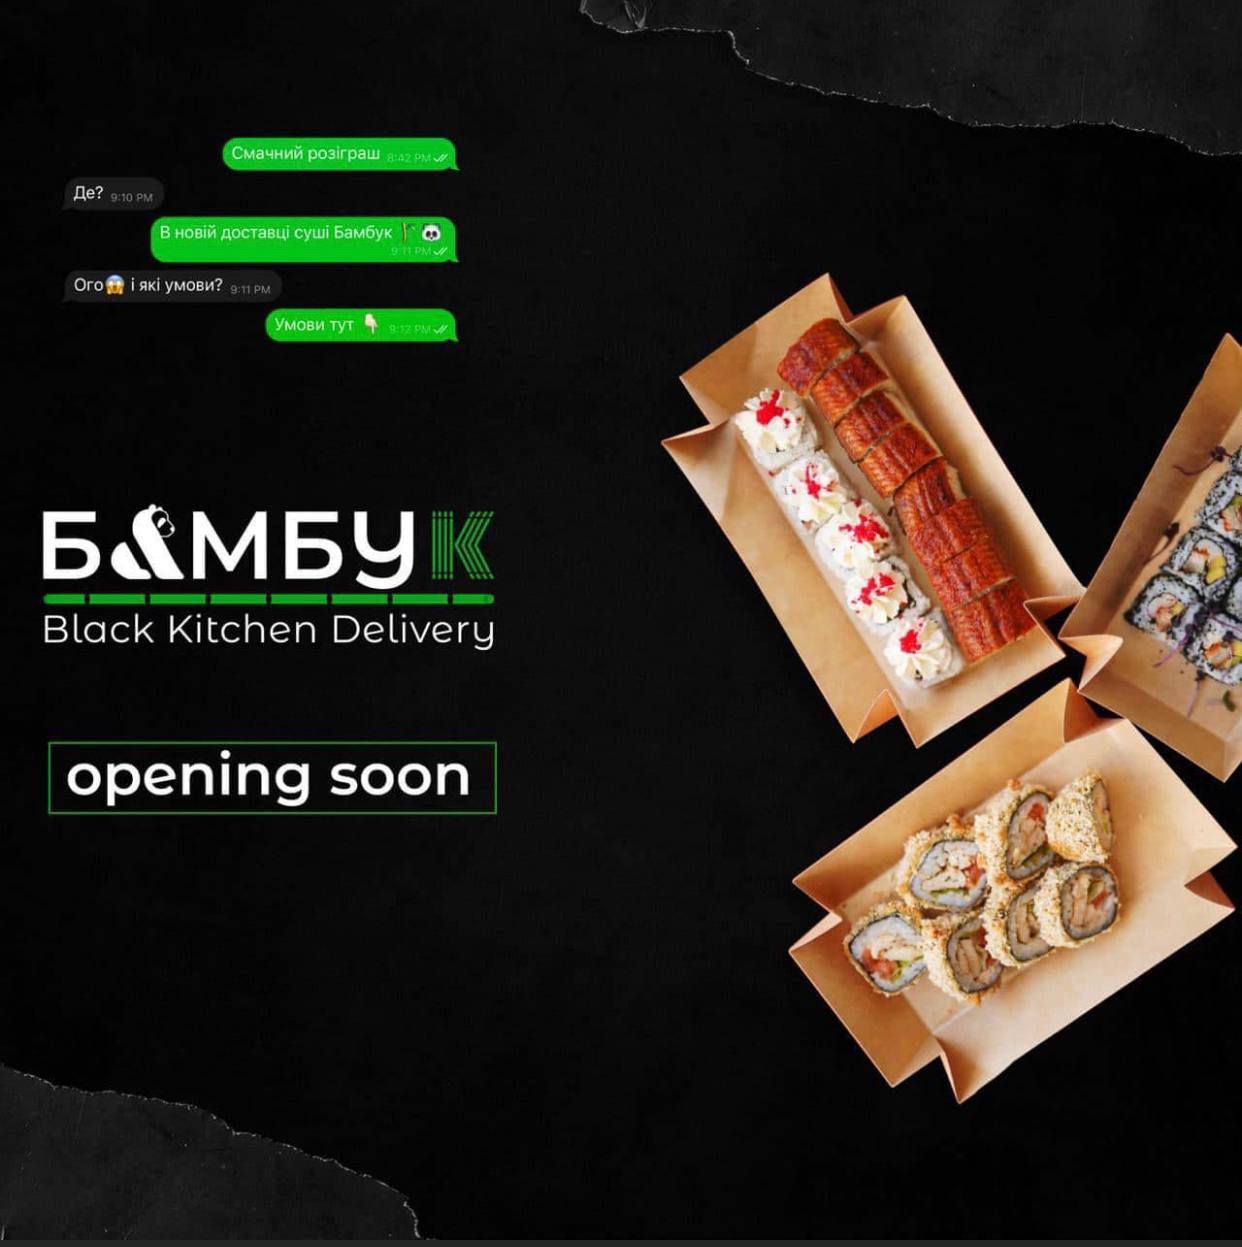 Смачний розіграш 8:42 PM
Де? 9:10 PM
В новій доставці суші Бамбук
9:11 PM
Ого😱 і які умови? 9:11 PM
Умови тут 👇🏻 9:12 PM
БАМБУК
Black Kitchen Delivery
opening soon